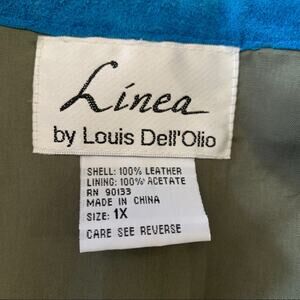 Linea
by Louis Dell'Olio
SHELL: 100% LEATHER
LINING: 100% ACETATE
RN 90133
MADE IN CHINA
SIZE: 1X
CARE SEE REVERSE